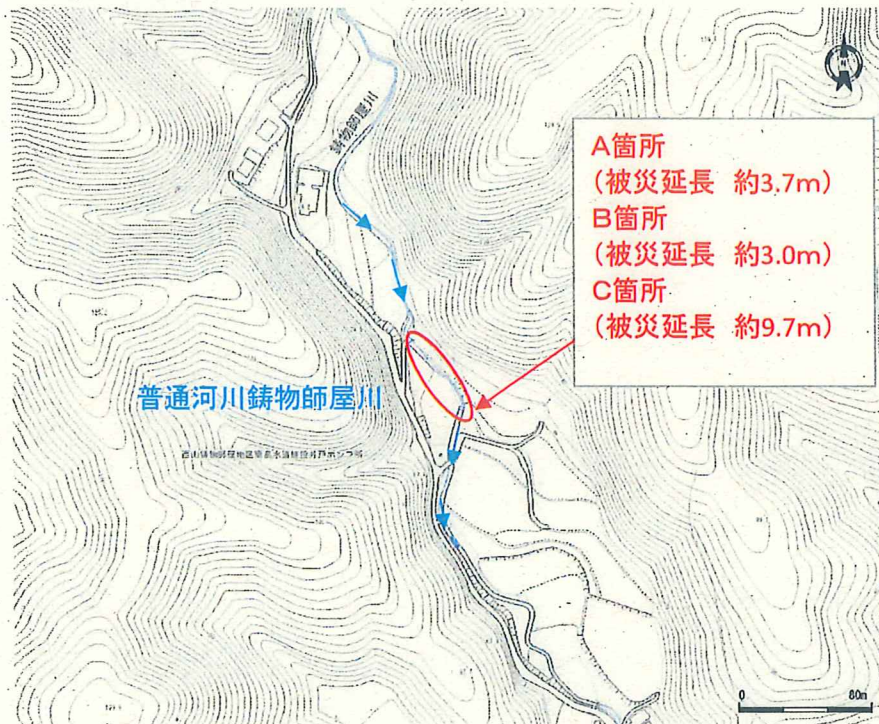 N
鋳物師屋川
A箇所
(被災延長 約3.7m)
B箇所
(被災延長 約3.0m)
C箇所
(被災延長 約9.7m)
普通河川鋳物師屋川
0 80m